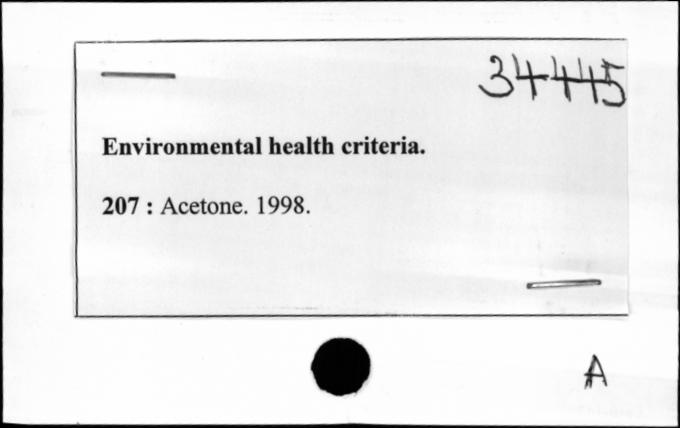 34445
Environmental health criteria.
207 : Acetone. 1998.
A